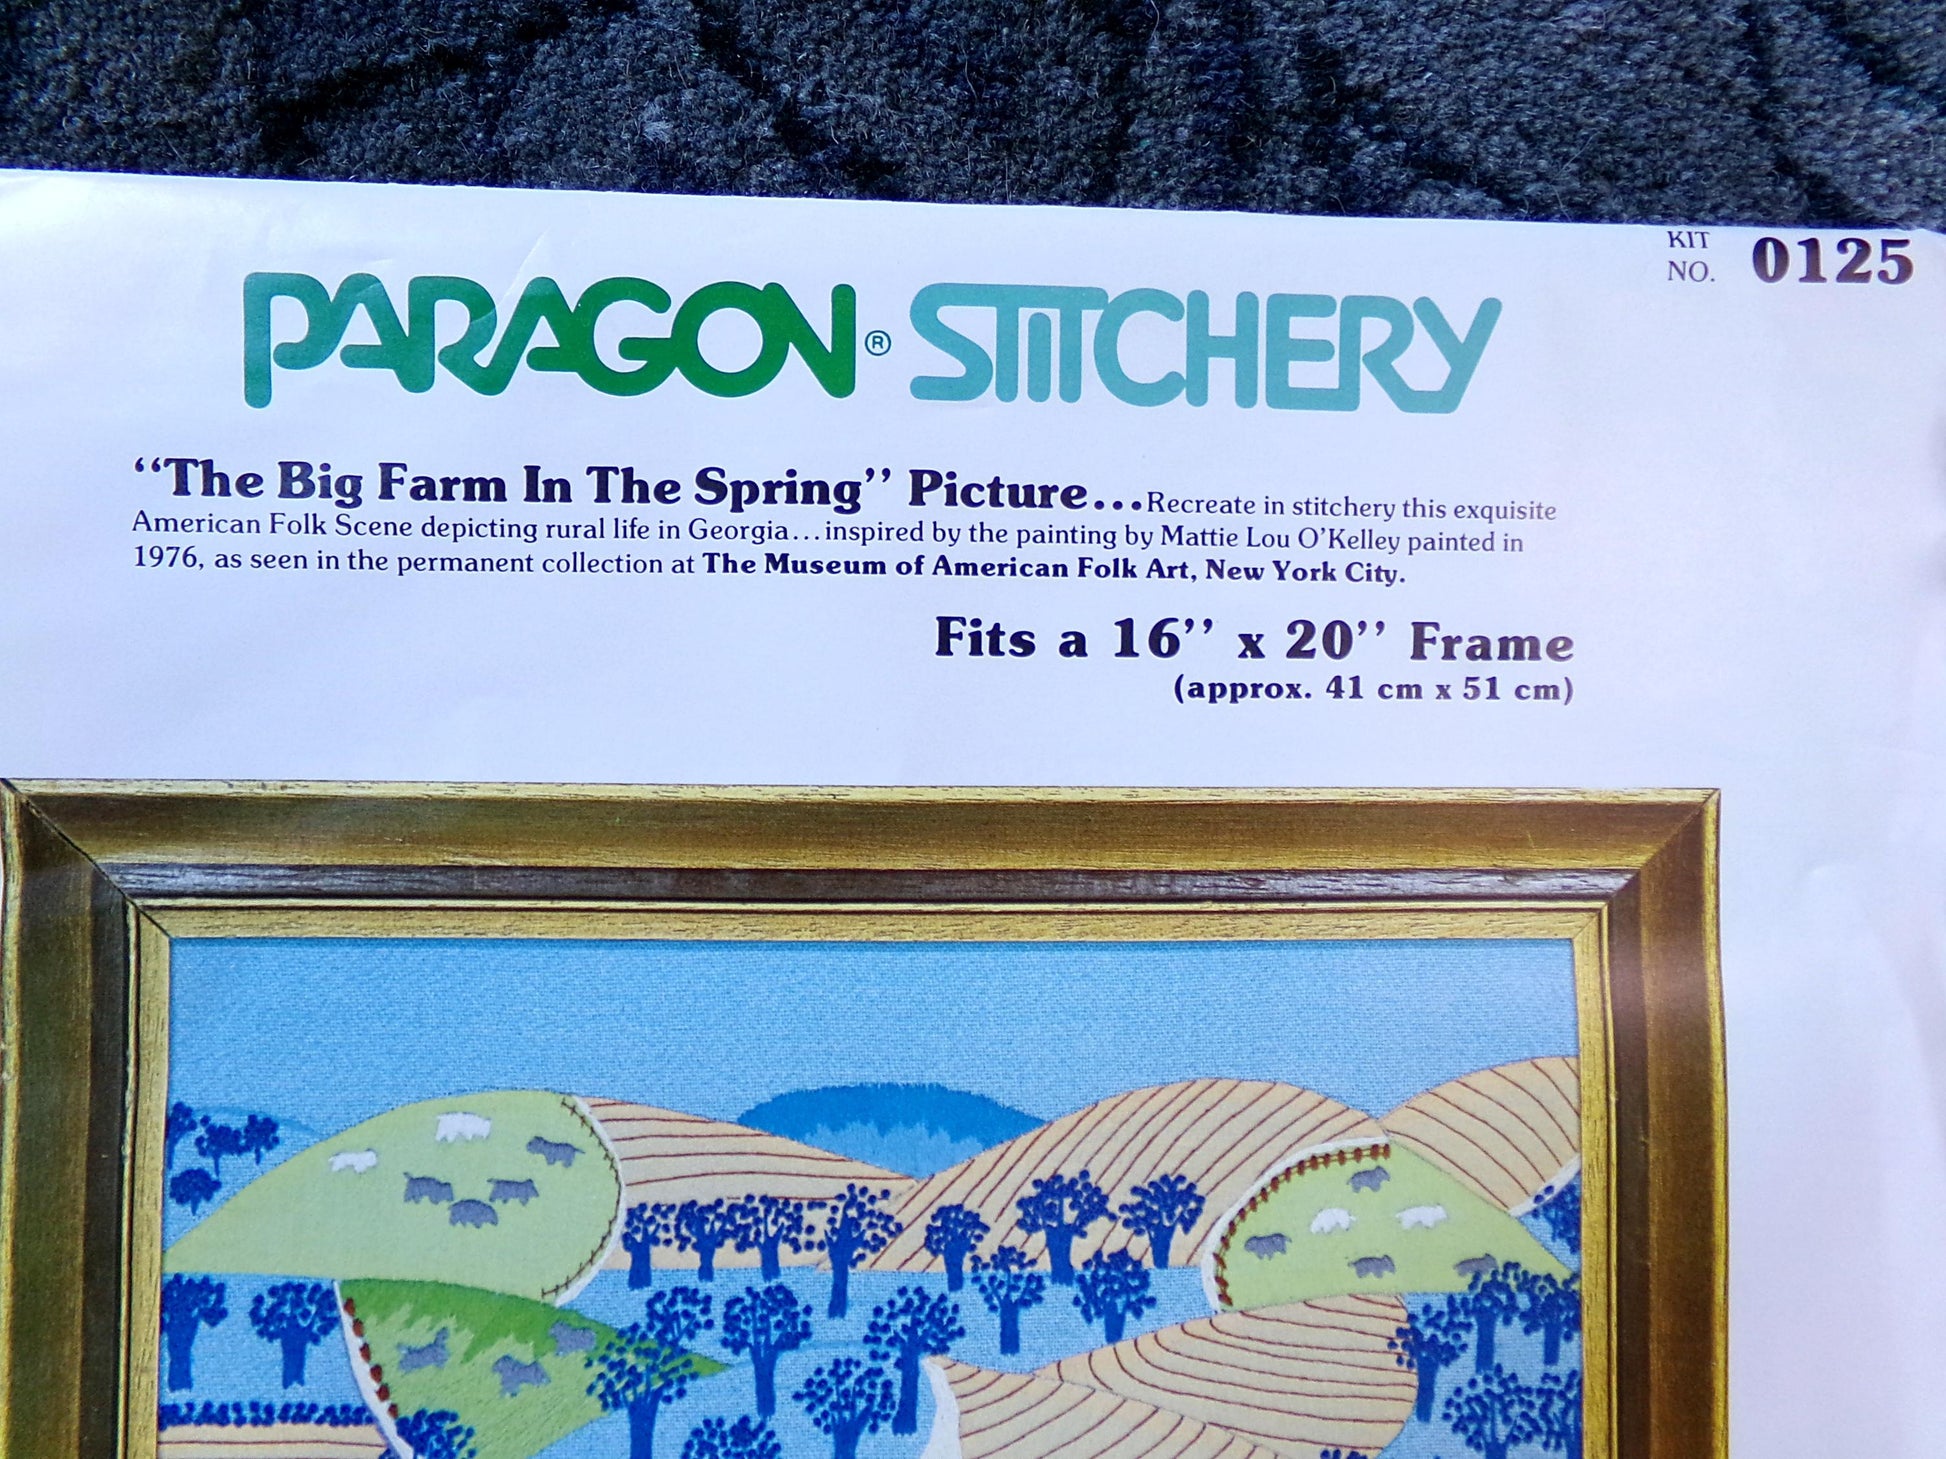 KIT
NO. 0125
PARAGON® STITCHERY
‘‘The Big Farm In The Spring’’ Picture...Recreate in stitchery this exquisite
American Folk Scene depicting rural life in Georgia...inspired by the painting by Mattie Lou O’Kelley painted in
1976, as seen in the permanent collection at The Museum of American Folk Art, New York City.
Fits a 16’’ x 20’’ Frame
(approx. 41 cm x 51 cm)